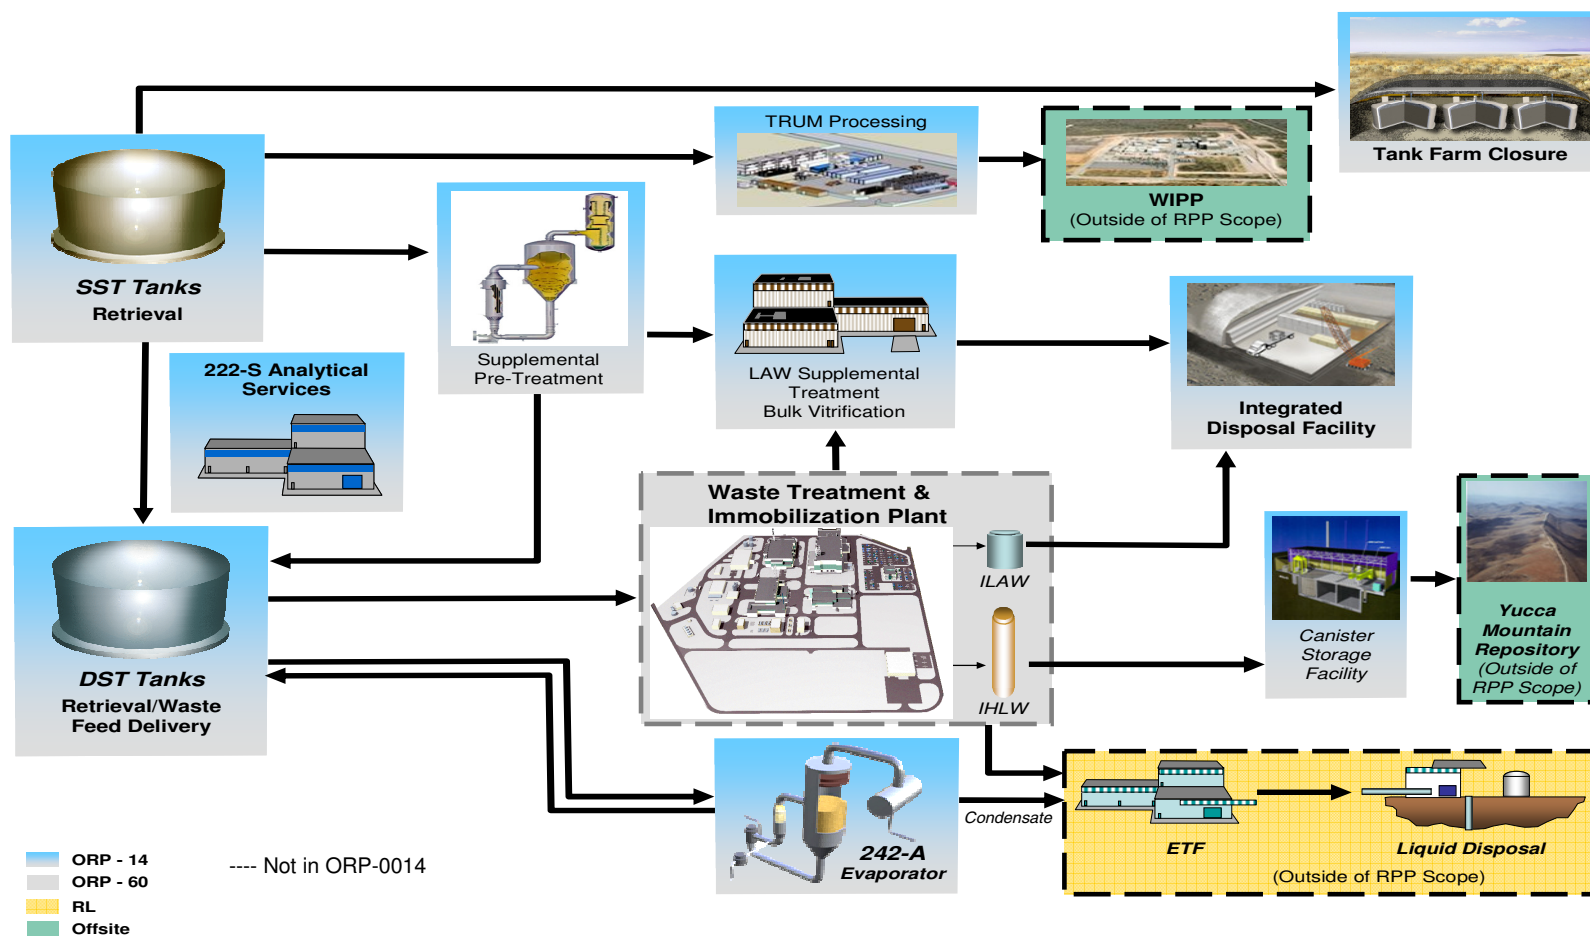 Tank Farm Closure
TRUM Processing
WIPP
(Outside of RPP Scope)
SST Tanks
Retrieval
Supplemental
Pre-Treatment
LAW Supplemental
Treatment
Bulk Vitrification
Integrated
Disposal Facility
222-S Analytical
Services
Waste Treatment &
Immobilization Plant
ILAW
IHLW
Canister
Storage
Facility
Yucca
Mountain
Repository
(Outside of
RPP Scope)
DST Tanks
Retrieval/Waste
Feed Delivery
242-A
Evaporator
Condensate
ETF
Liquid Disposal
(Outside of RPP Scope)
ORP - 14
ORP - 60
RL
Offsite
---- Not in ORP-0014